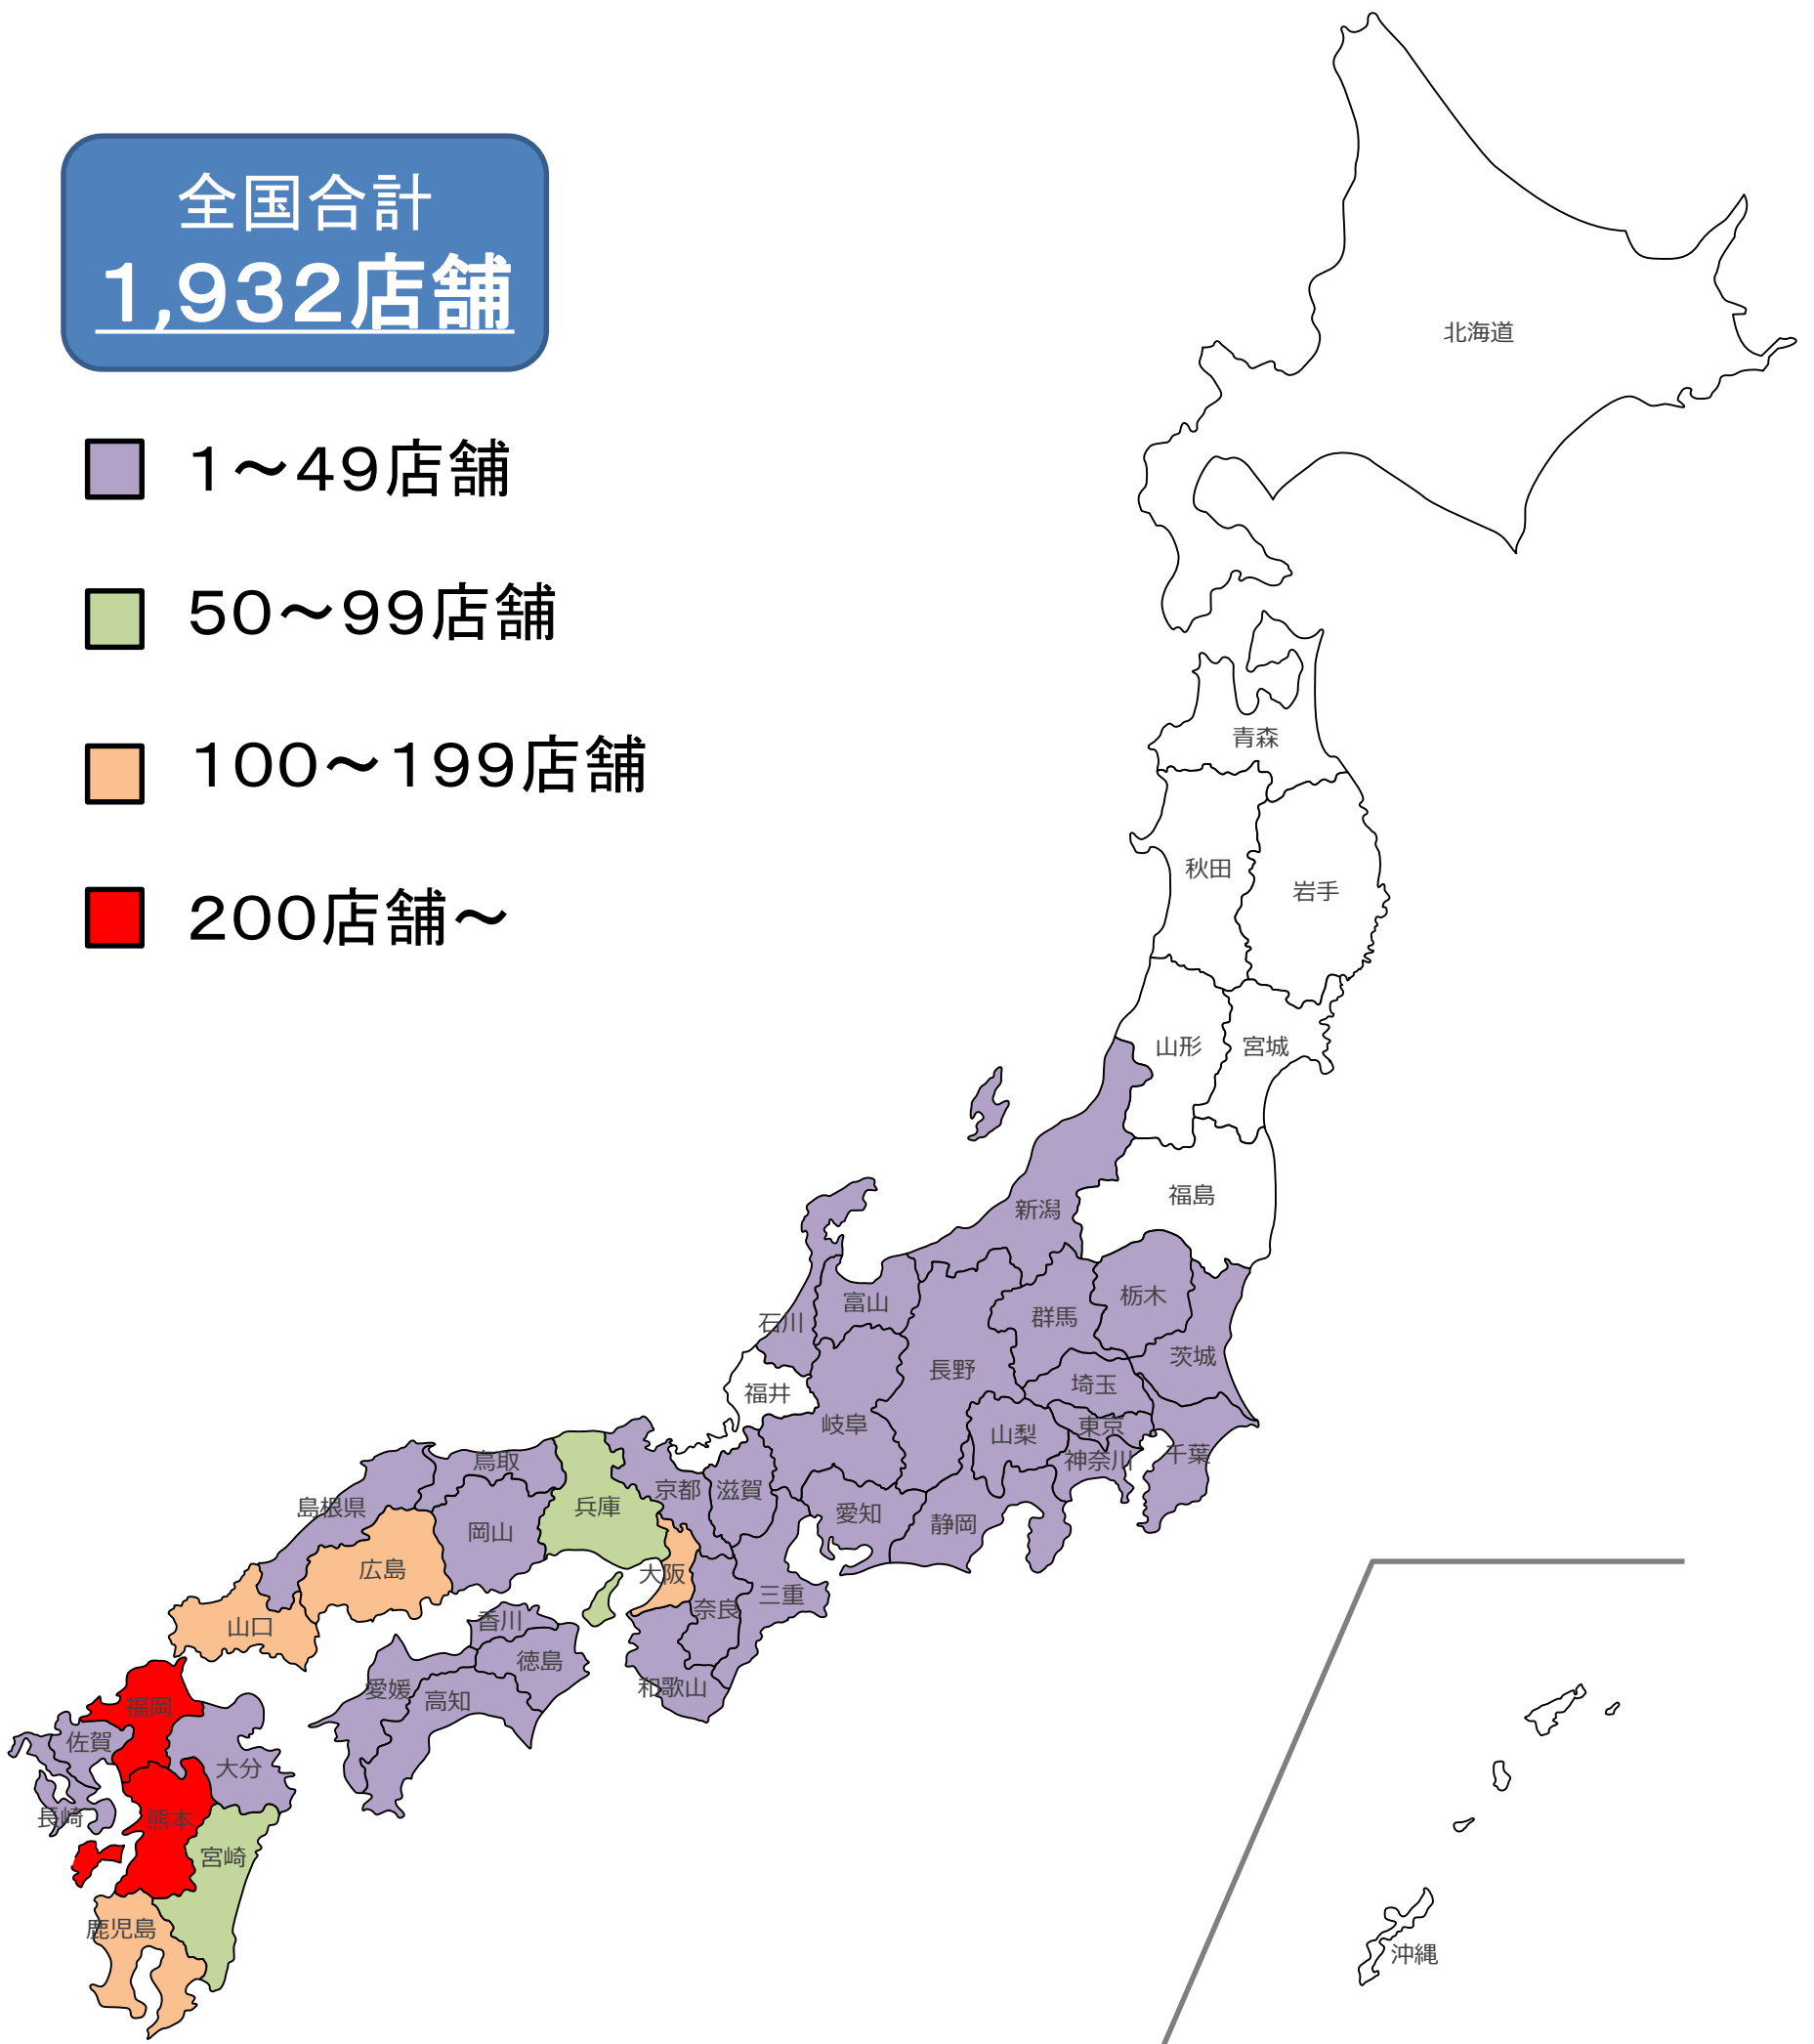 全国合計
1,932店舗
1～49店舗
50～99店舗
100～199店舗
200店舗～
北海道
青森
秋田
岩手
山形
宮城
福島
新潟
栃木
富山
群馬
石川
茨城
長野
埼玉
福井
岐阜
東京
山梨
千葉
神奈川
鳥取
京都
滋賀
島根県
兵庫
愛知
静岡
岡山
広島
大阪
三重
奈良
香川
山口
徳島
和歌山
愛媛
高知
福岡
佐賀
大分
長崎
熊本
宮崎
鹿児島
沖縄